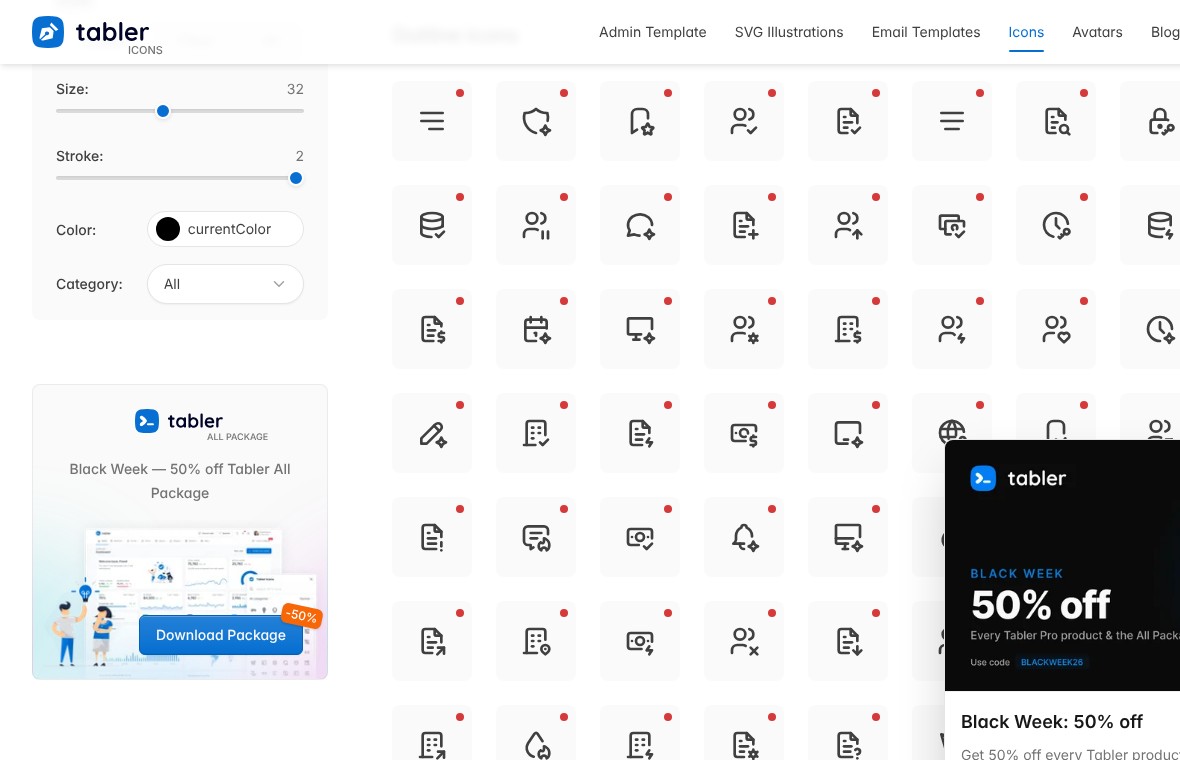 tabler
ICONS
Admin Template
SVG Illustrations
Email Templates
Icons
Avatars
Blog
Size:
32
Stroke:
2
Color:
currentColor
Category:
All
tabler
ALL PACKAGE
Black Week — 50% off Tabler All
Package
-50%
Download Package
tabler
BLACK WEEK
50% off
Every Tabler Pro product & the All Packa
Use code BLACKWEEK26
Black Week: 50% off
Get 50% off every Tabler product